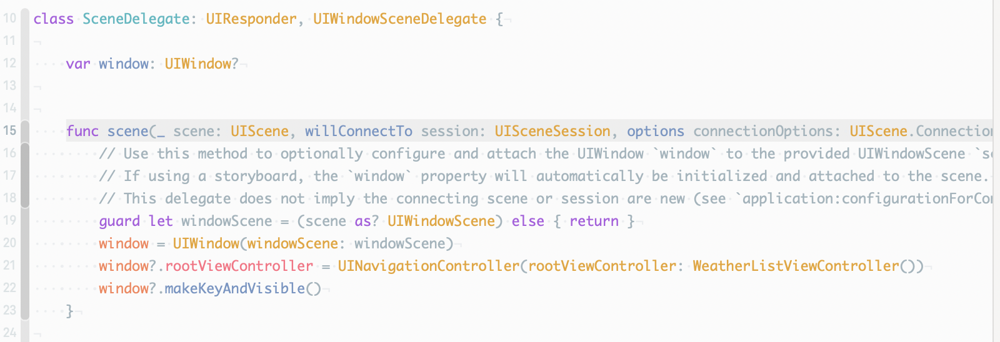 10 class SceneDelegate: UIResponder, UIWindowSceneDelegate {
11
12 var window: UIWindow?
13
14
15 func scene(_ scene: UIScene, willConnectTo session: UISceneSession, options connectionOptions: UIScene.Connection
16 // Use this method to optionally configure and attach the UIWindow `window` to the provided UIWindowScene
17 // If using a storyboard, the `window` property will automatically be initialized and attached to the scene.
18 // This delegate does not imply the connecting scene or session are new (see `application:configurationForCon
19 guard let windowScene = (scene as? UIWindowScene) else { return }
20 window = UIWindow(windowScene: windowScene)
21 window?.rootViewController = UINavigationController(rootViewController: WeatherListViewController())
22 window?.makeKeyAndVisible()
23 }
24